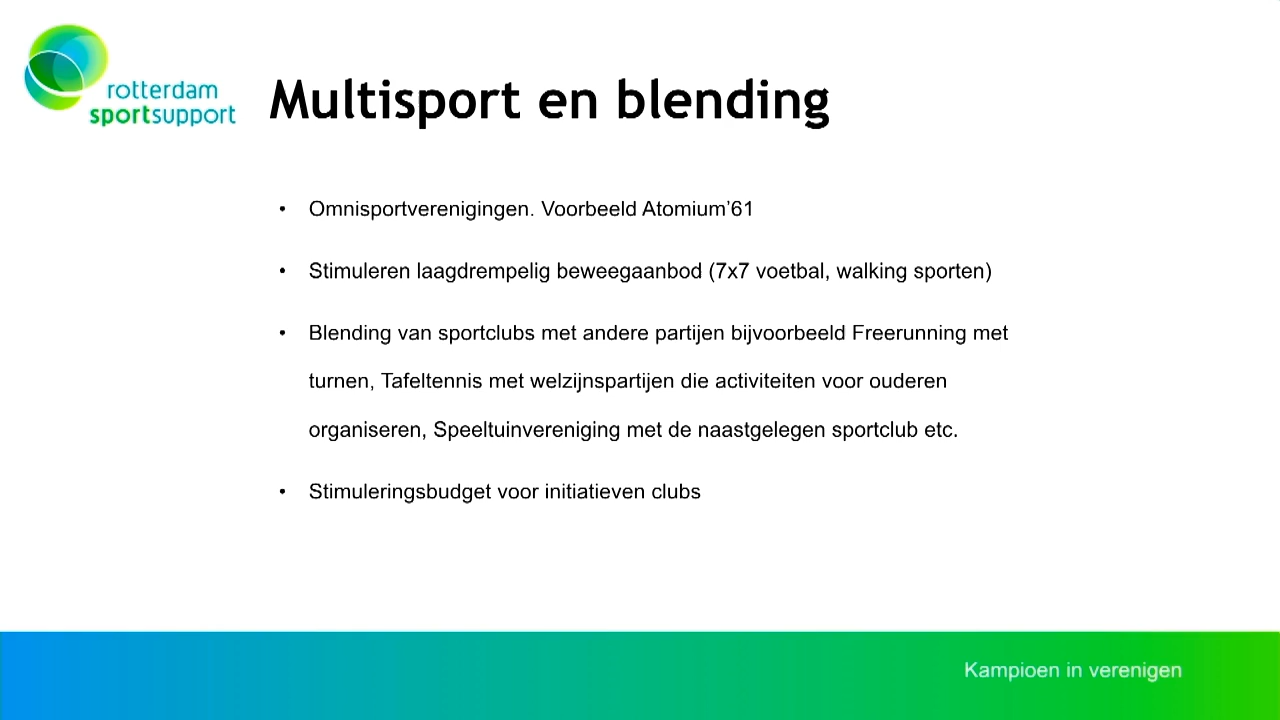 rotterdam
sportsupport
Multisport en blending
• Omnisportverenigingen. Voorbeeld Atomium’61
• Stimuleren laagdrempelig beweegaanbod (7x7 voetbal, walking sporten)
• Blending van sportclubs met andere partijen bijvoorbeeld Freerunning met
turnen, Tafeltennis met welzijnspartijen die activiteiten voor ouderen
organiseren, Speeltuinvereniging met de naastgelegen sportclub etc.
• Stimuleringsbudget voor initiatieven clubs
Kampioen in verenigen